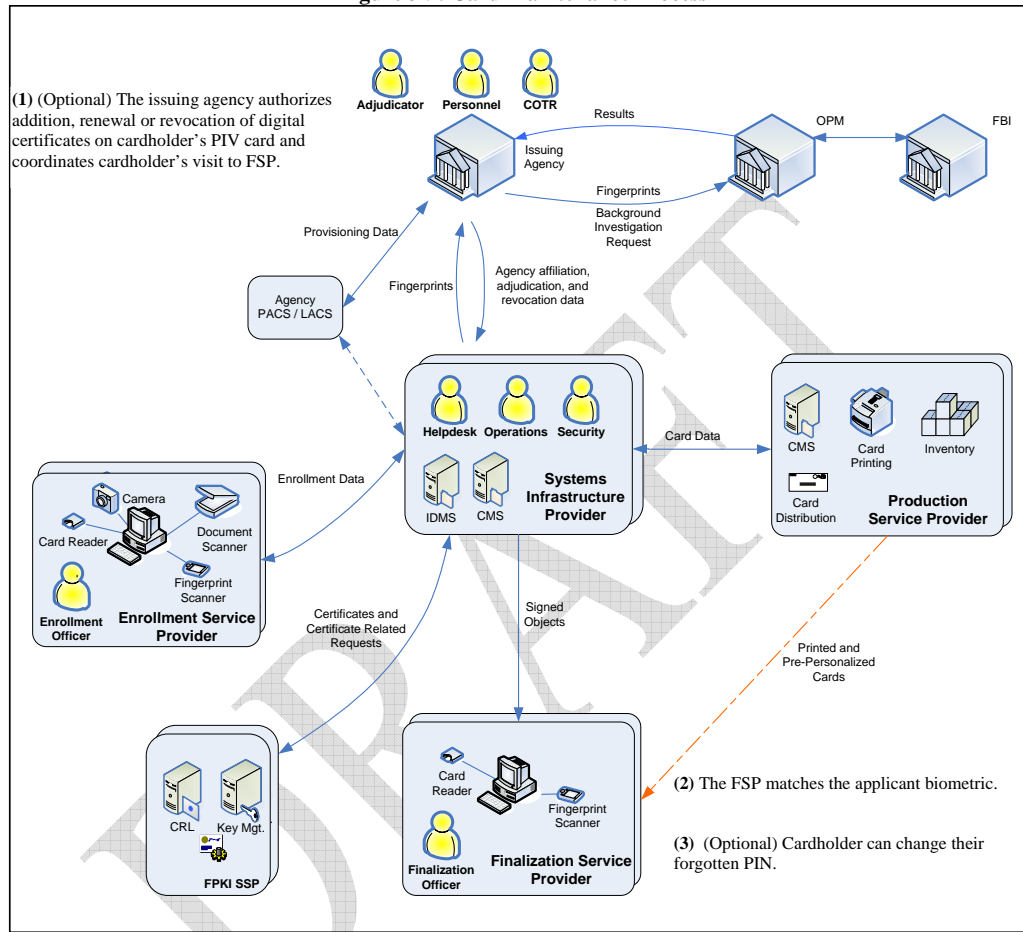 Figure Card Maintenance Process
(1) (Optional) The issuing agency authorizes
addition, renewal or revocation of digital
certificates on cardholder's PIV card and
coordinates cardholder's visit to FSP.
Adjudicator
Personnel
COTR
Results
Issuing
Agency
OPM
FBI
Fingerprints
Background
Investigation
Request
Provisioning Data
Fingerprints
Agency affiliation,
adjudication, and
revocation data
Agency
PACS / LACS
Helpdesk
Operations
Security
IDMS
CMS
Systems
Infrastructure
Provider
Card Data
CMS
Card
Printing
Inventory
Card
Distribution
Production
Service Provider
Enrollment Data
Camera
Card Reader
Document
Scanner
Fingerprint
Scanner
Enrollment
Officer
Enrollment Service
Provider
Certificates and
Certificate Related
Requests
Signed
Objects
Printed and
Pre-Personalized
Cards
CRL
Key Mgt.
FPKI SSP
Card
Reader
Fingerprint
Scanner
Finalization
Officer
Finalization Service
Provider
(2) The FSP matches the applicant biometric.
(3) (Optional) Cardholder can change their
forgotten PIN.
DRAFT